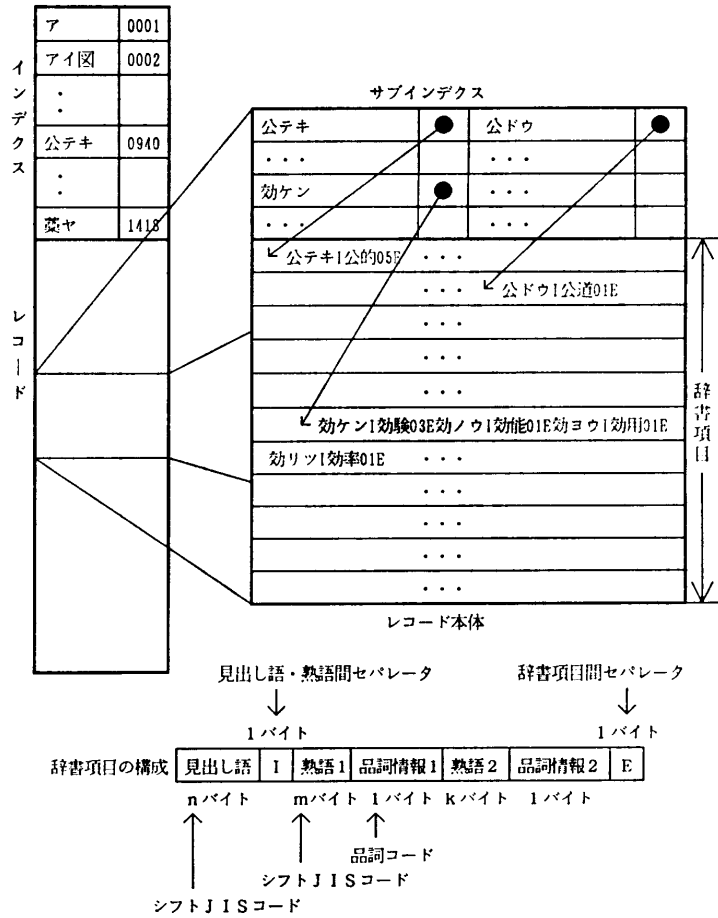 インデクス
ア 0001
アイ図 0002
:
公テキ 0940
:
薬ヤ 1418
レコード
サブインデクス
公テキ 公ドウ
・・・ ・・・
効ケン ・・・
・・・ ・・・
公テキI公的05E ・・・
・・・ 公ドウI公道01E
・・・
・・・
・・・
効ケンI効験03E効ノウI効能01E効ヨウI効用01E
効リツI効率01E
・・・
・・・
・・・
・・・
辞書項目
レコード本体
見出し語・熟語間セパレータ 辞書項目間セパレータ
1バイト 1バイト
辞書項目の構成 見出し語 I 熟語1 品詞情報1 熟語2 品詞情報2 E
nバイト mバイト 1バイト kバイト 1バイト
品詞コード
シフトJISコード
シフトJISコード